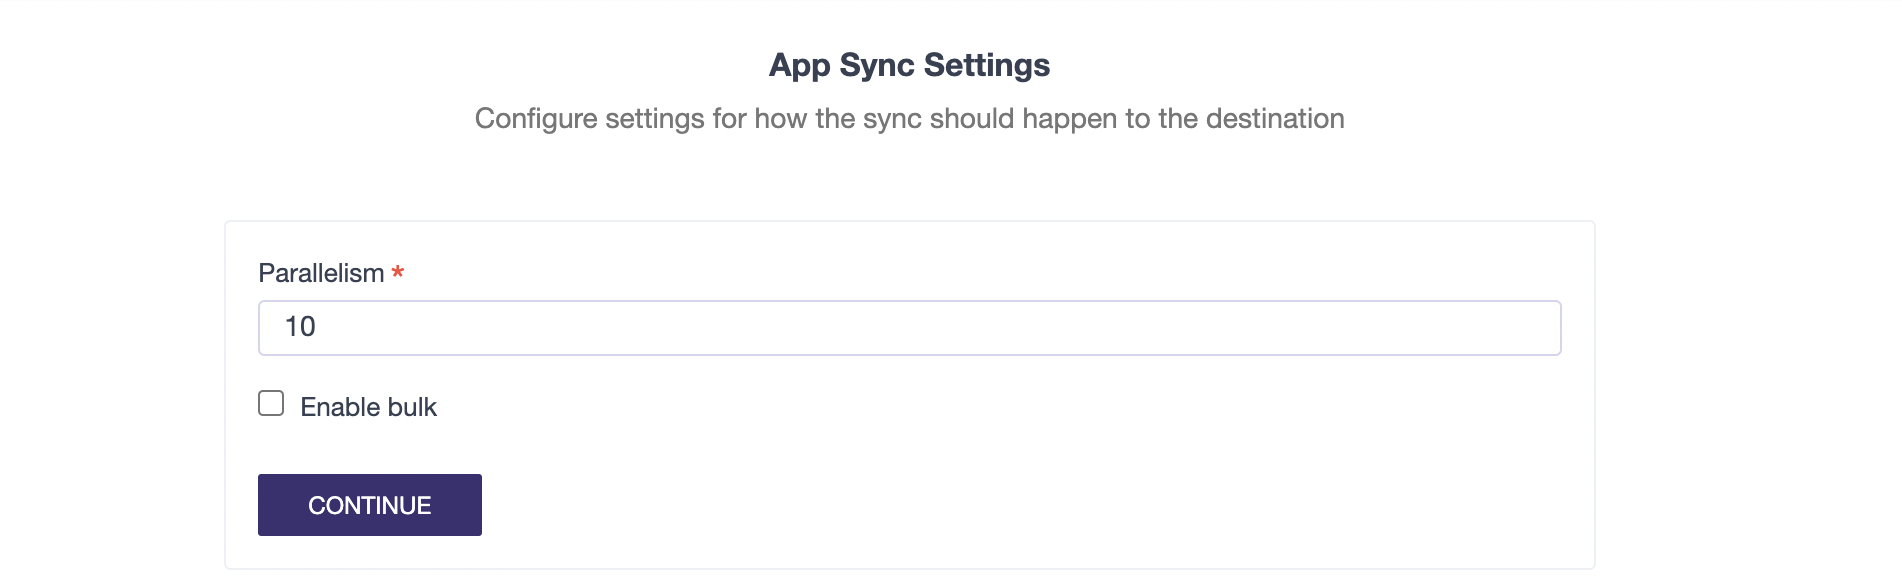 App Sync Settings
Configure settings for how the sync should happen to the destination
Parallelism *
10
Enable bulk
CONTINUE